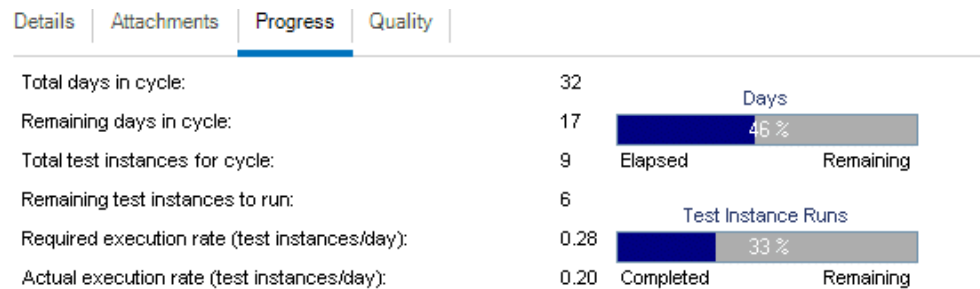 Details Attachments Progress Quality
Total days in cycle: 32
Remaining days in cycle: 17
Total test instances for cycle: 9
Remaining test instances to run: 6
Required execution rate (test instances/day): 0.28
Actual execution rate (test instances/day): 0.20
Days
46 %
Elapsed Remaining
Test Instance Runs
33 %
Completed Remaining